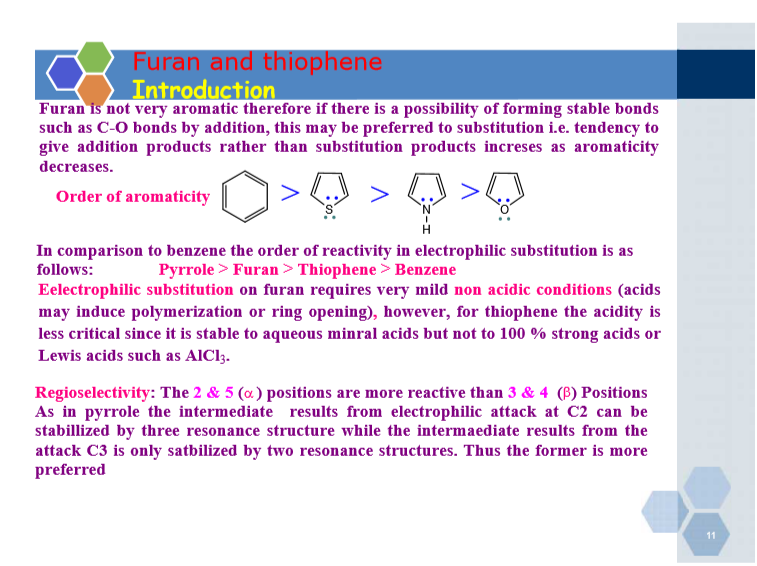 Furan and thiophene
Introduction
Furan is not very aromatic therefore if there is a possibility of forming stable bonds
such as C-O bonds by addition, this may be preferred to substitution i.e. tendency to
give addition products rather than substitution products increses as aromaticity
decreases.
Order of aromaticity > S > N H > O
In comparison to benzene the order of reactivity in electrophilic substitution is as
follows: Pyrrole > Furan > Thiophene > Benzene
Eelectrophilic substitution on furan requires very mild non acidic conditions (acids
may induce polymerization or ring opening), however, for thiophene the acidity is
less critical since it is stable to aqueous minral acids but not to 100 % strong acids or
Lewis acids such as AlCl₃.
Regioselectivity: The 2 & 5 (α ) positions are more reactive than 3 & 4 (β) Positions
As in pyrrole the intermediate results from electrophilic attack at C2 can be
stabillized by three resonance structure while the intermaediate results from the
attack C3 is only satbilized by two resonance structures. Thus the former is more
preferred
11